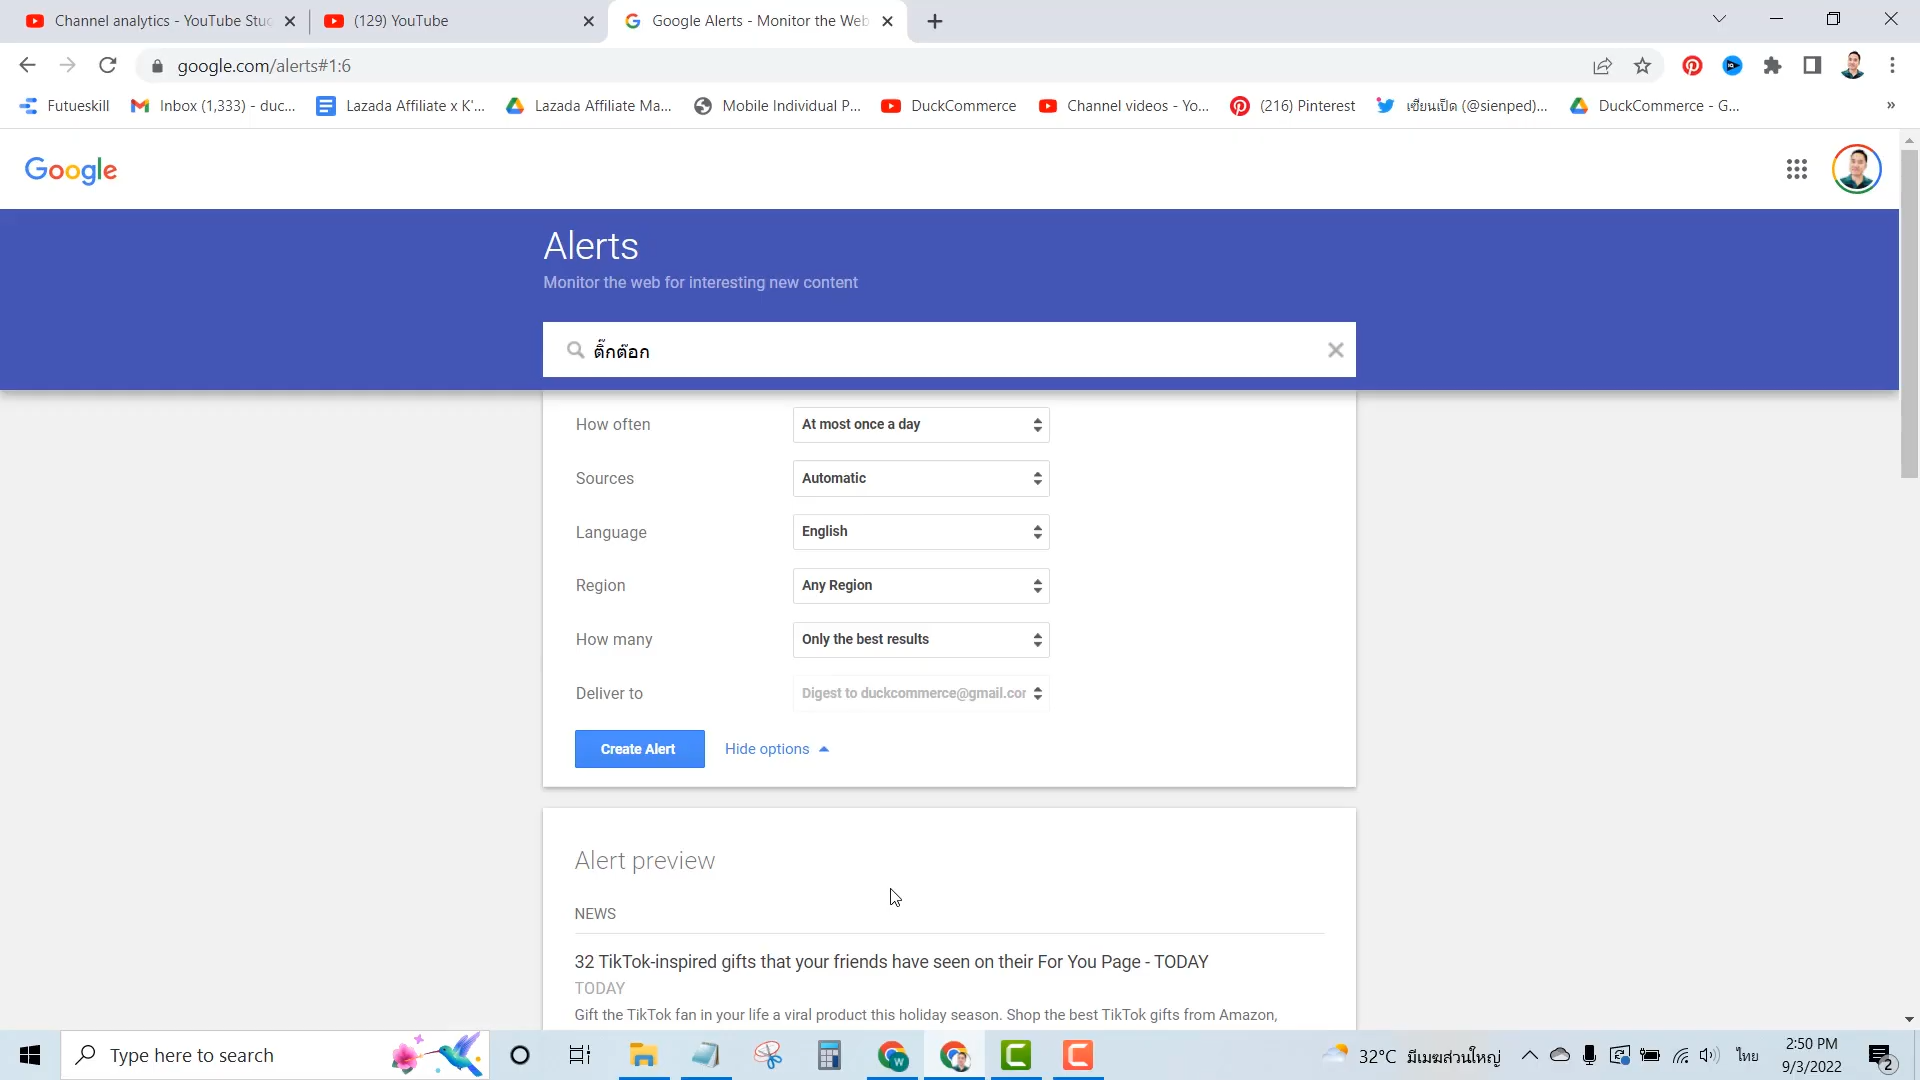 Channel analytics - YouTube Stu
(129) YouTube
Google Alerts - Monitor the Web
google.com/alerts#1:6
Futueskill
Inbox (1,333) - duc...
Lazada Affiliate x K'...
Lazada Affiliate Ma...
Mobile Individual P...
DuckCommerce
Channel videos - Yo...
(216) Pinterest
เซียนเป็ด (@sienped)...
DuckCommerce - G...
»
Google
Alerts
Monitor the web for interesting new content
ติ๊กต๊อก
How often
At most once a day
Sources
Automatic
Language
English
Region
Any Region
How many
Only the best results
Deliver to
Digest to duckcommerce@gmail.cor
Create Alert
Hide options
Alert preview
NEWS
32 TikTok-inspired gifts that your friends have seen on their For You Page - TODAY
TODAY
Gift the TikTok fan in your life a viral product this holiday season. Shop the best TikTok gifts from Amazon,
Type here to search
32°C มีเมฆส่วนใหญ่
ไทย
2:50 PM
9/3/2022
2